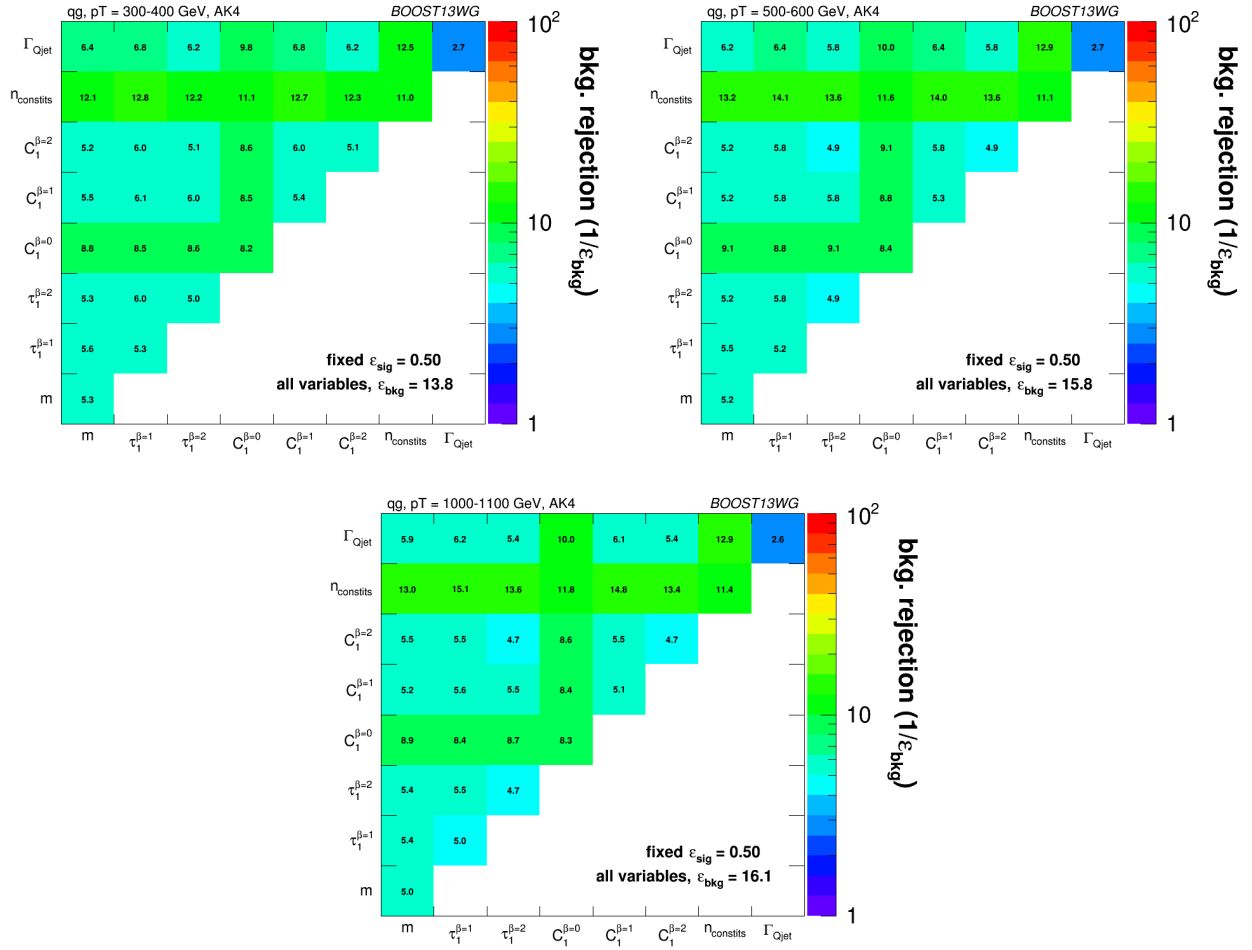 qg, pT = 300-400 GeV, AK4 BOOST13WG
Γ_Qjet 6.4 6.8 6.2 9.8 6.8 6.2 12.5 2.7
n_constits 12.1 12.8 12.2 11.1 12.7 12.3 11.0
C_1^β=2 5.2 6.0 5.1 8.6 6.0 5.1
C_1^β=1 5.5 6.1 6.0 8.5 5.4
C_1^β=0 8.8 8.5 8.6 8.2
τ_1^β=2 5.3 6.0 5.0
τ_1^β=1 5.6 5.3
m 5.3
fixed ε_sig = 0.50
all variables, ε_bkg = 13.8
m τ_1^β=1 τ_1^β=2 C_1^β=0 C_1^β=1 C_1^β=2 n_constits Γ_Qjet
10^2
10
1
bkg. rejection (1/ε_bkg)
qg, pT = 500-600 GeV, AK4 BOOST13WG
Γ_Qjet 6.2 6.4 5.8 10.0 6.4 5.8 12.9 2.7
n_constits 13.2 14.1 13.6 11.6 14.0 13.6 11.1
C_1^β=2 5.2 5.8 4.9 9.1 5.8 4.9
C_1^β=1 5.2 5.8 5.8 8.8 5.3
C_1^β=0 9.1 8.8 9.1 8.4
τ_1^β=2 5.2 5.8 4.9
τ_1^β=1 5.5 5.2
m 5.2
fixed ε_sig = 0.50
all variables, ε_bkg = 15.8
m τ_1^β=1 τ_1^β=2 C_1^β=0 C_1^β=1 C_1^β=2 n_constits Γ_Qjet
10^2
10
1
bkg. rejection (1/ε_bkg)
qg, pT = 1000-1100 GeV, AK4 BOOST13WG
Γ_Qjet 5.9 6.2 5.4 10.0 6.1 5.4 12.9 2.6
n_constits 13.0 15.1 13.6 11.8 14.8 13.4 11.4
C_1^β=2 5.5 5.5 4.7 8.6 5.5 4.7
C_1^β=1 5.2 5.6 5.5 8.4 5.1
C_1^β=0 8.9 8.4 8.7 8.3
τ_1^β=2 5.4 5.5 4.7
τ_1^β=1 5.4 5.0
m 5.0
fixed ε_sig = 0.50
all variables, ε_bkg = 16.1
m τ_1^β=1 τ_1^β=2 C_1^β=0 C_1^β=1 C_1^β=2 n_constits Γ_Qjet
10^2
10
1
bkg. rejection (1/ε_bkg)